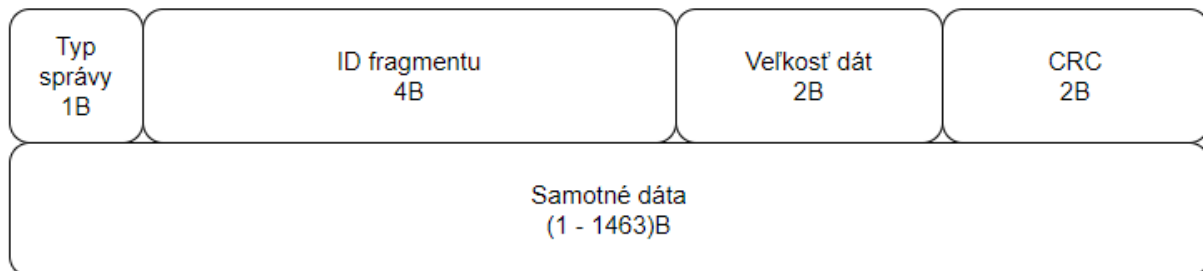 Typ
správy
1B
ID fragmentu
4B
Veľkosť dát
2B
CRC
2B
Samotné dáta
(1 - 1463)B